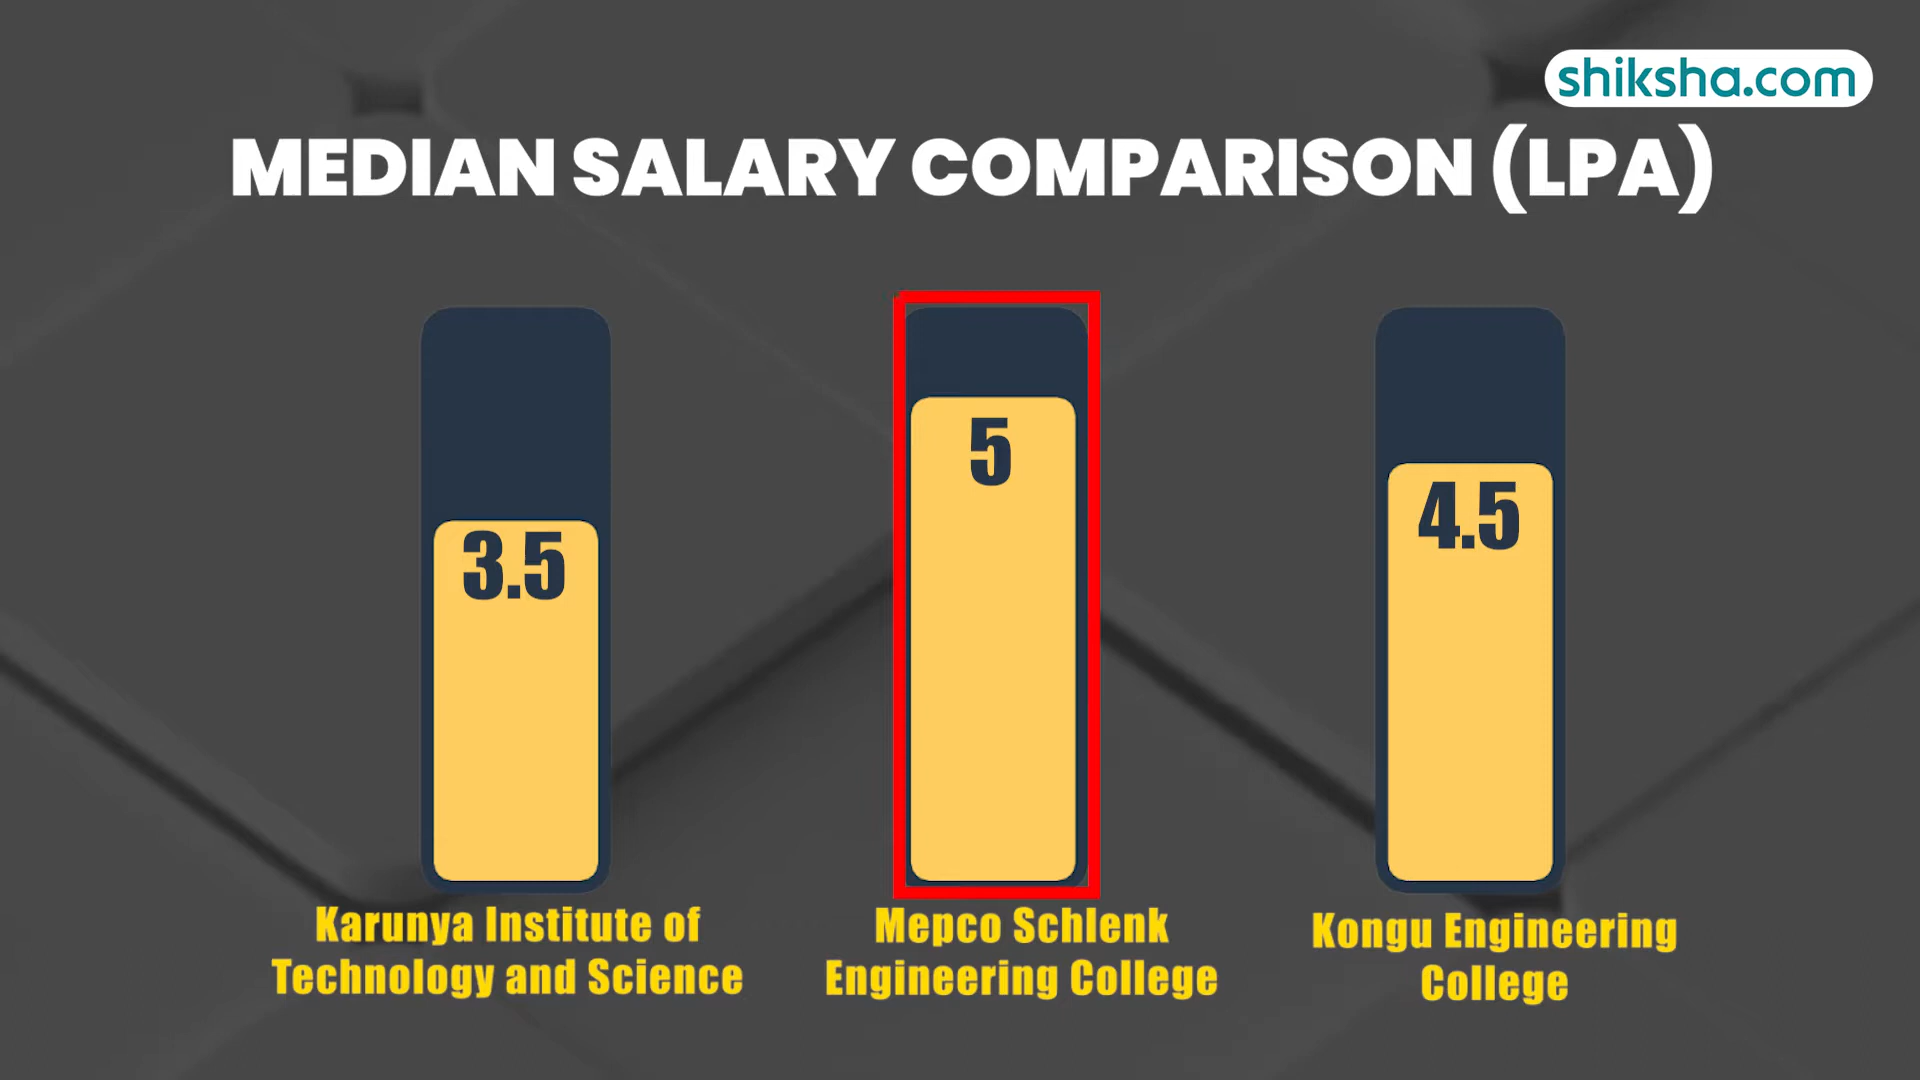 shiksha.com
MEDIAN SALARY COMPARISON (LPA)
3.5
5
4.5
Karunya Institute of
Technology and Science
Mepco Schlenk
Engineering College
Kongu Engineering
College